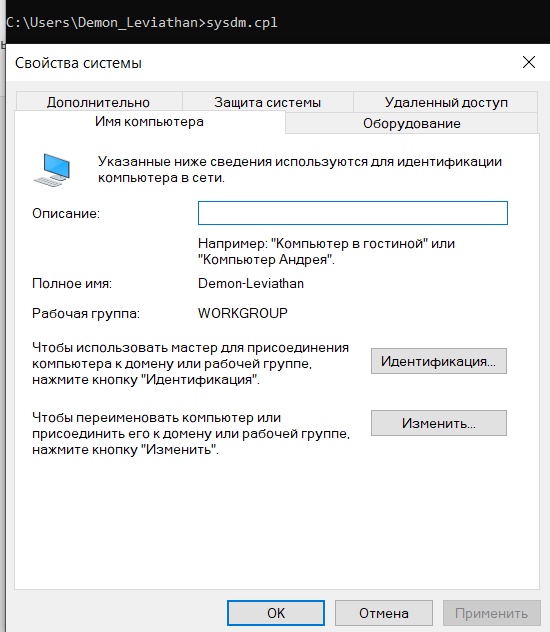 C:\Users\Demon_Leviathan>sysdm.cpl
Свойства системы
Дополнительно
Защита системы
Удаленный доступ
Имя компьютера
Оборудование
Указанные ниже сведения используются для идентификации
компьютера в сети.
Описание:
Например: "Компьютер в гостиной" или
"Компьютер Андрея".
Полное имя:
Demon-Leviathan
Рабочая группа:
WORKGROUP
Чтобы использовать мастер для присоединения
компьютера к домену или рабочей группе,
нажмите кнопку "Идентификация".
Идентификация...
Чтобы переименовать компьютер или
присоединить его к домену или рабочей группе,
нажмите кнопку "Изменить".
Изменить...
ОК
Отмена
Применить